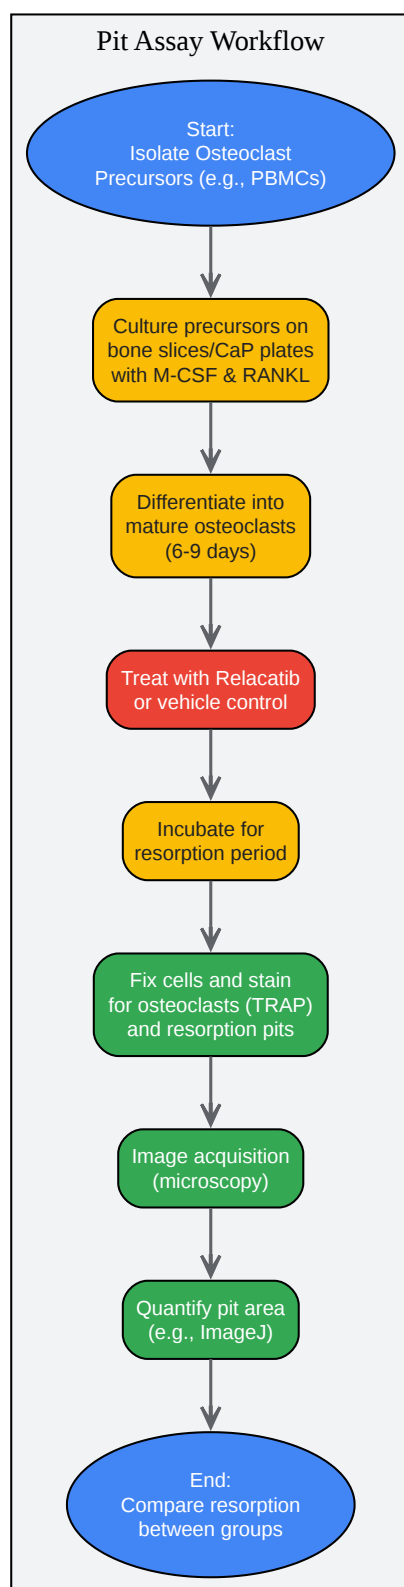 Pit Assay Workflow
Start:
Isolate Osteoclast
Precursors (e.g., PBMCs)
Culture precursors on
bone slices/CaP plates
with M-CSF & RANKL
Differentiate into
mature osteoclasts
(6-9 days)
Treat with Relacatib
or vehicle control
Incubate for
resorption period
Fix cells and stain
for osteoclasts (TRAP)
and resorption pits
Image acquisition
(microscopy)
Quantify pit area
(e.g., ImageJ)
End:
Compare resorption
between groups